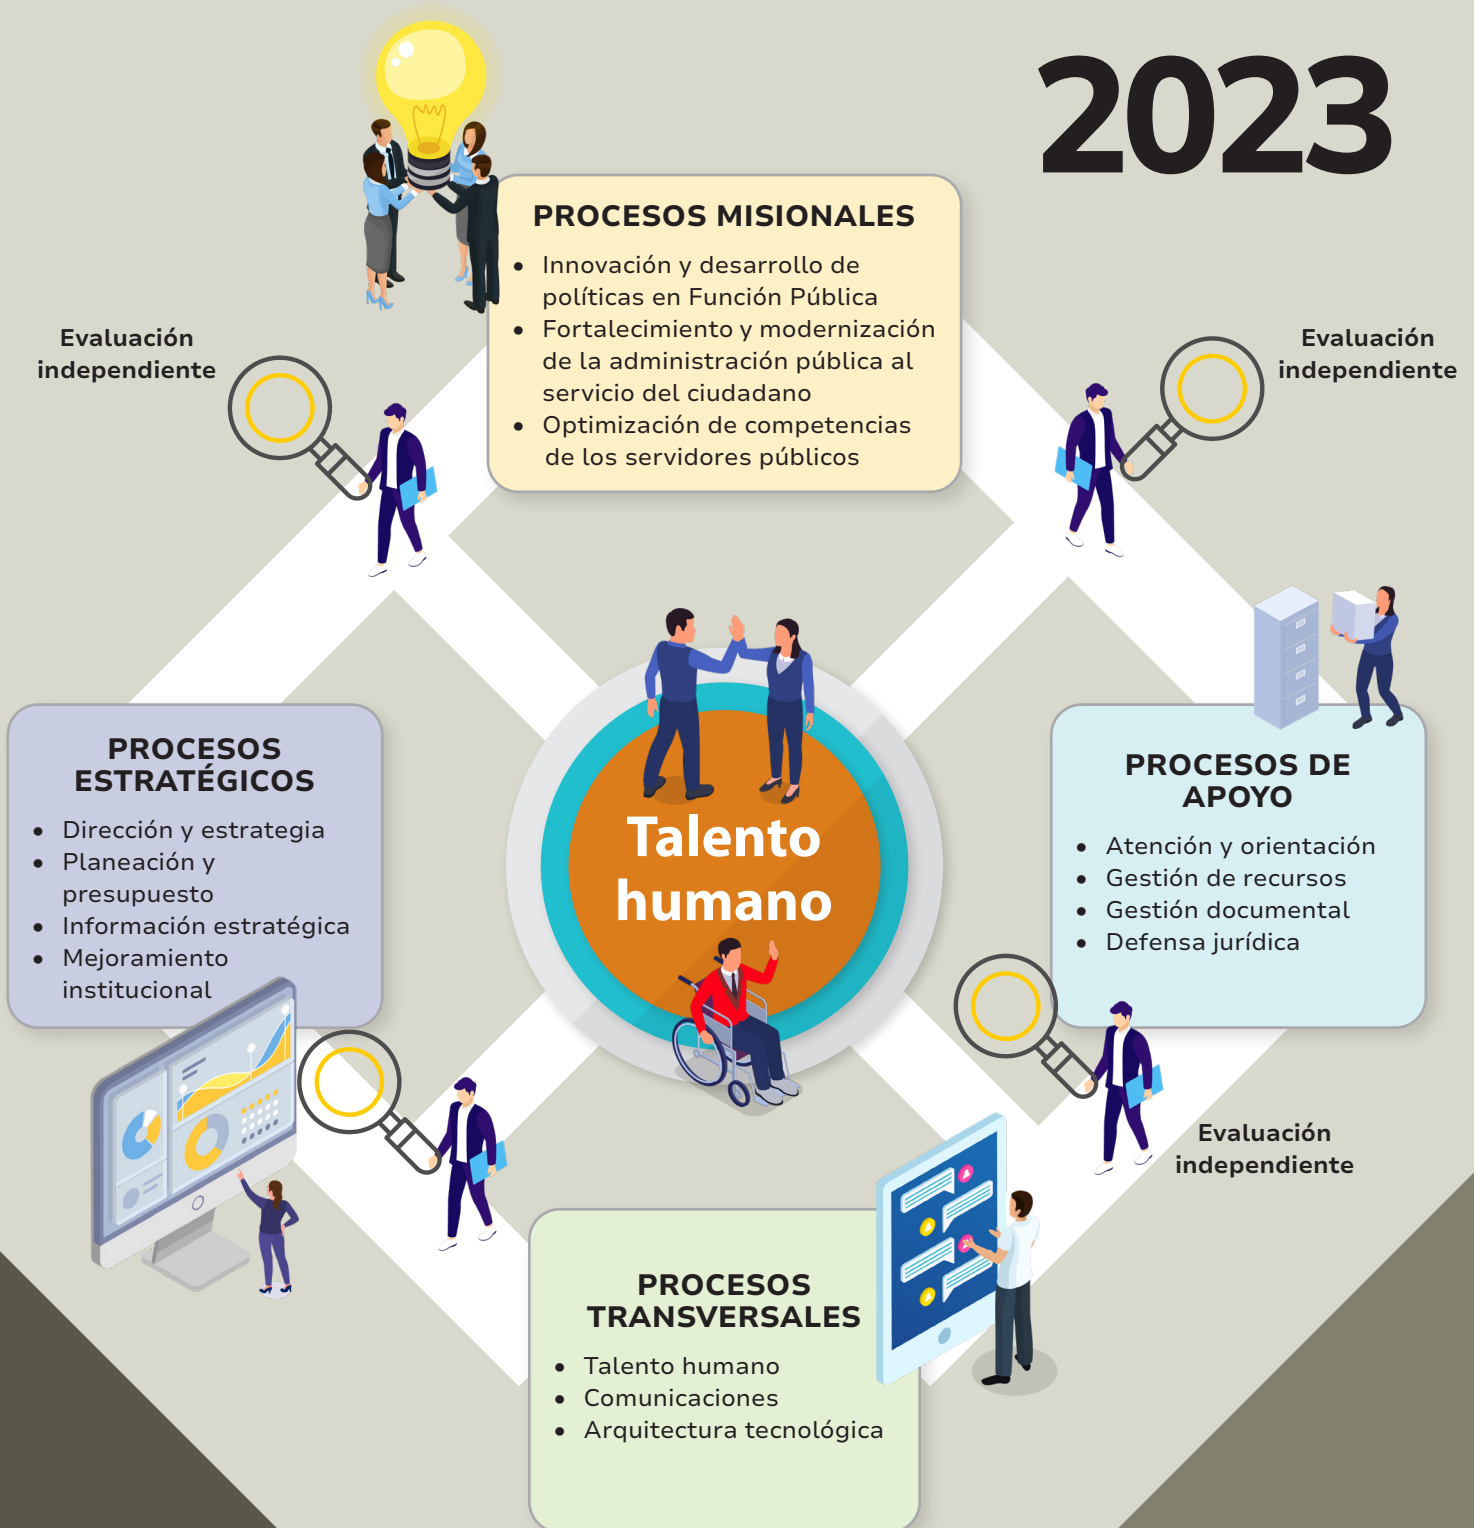 2023
PROCESOS MISIONALES
• Innovación y desarrollo de
políticas en Función Pública
• Fortalecimiento y modernización
de la administración pública al
servicio del ciudadano
• Optimización de competencias
de los servidores públicos
Evaluación
independiente
Evaluación
independiente
PROCESOS
ESTRATÉGICOS
• Dirección y estrategia
• Planeación y
presupuesto
• Información estratégica
• Mejoramiento
institucional
Talento
humano
PROCESOS DE
APOYO
• Atención y orientación
• Gestión de recursos
• Gestión documental
• Defensa jurídica
Evaluación
independiente
PROCESOS
TRANSVERSALES
• Talento humano
• Comunicaciones
• Arquitectura tecnológica